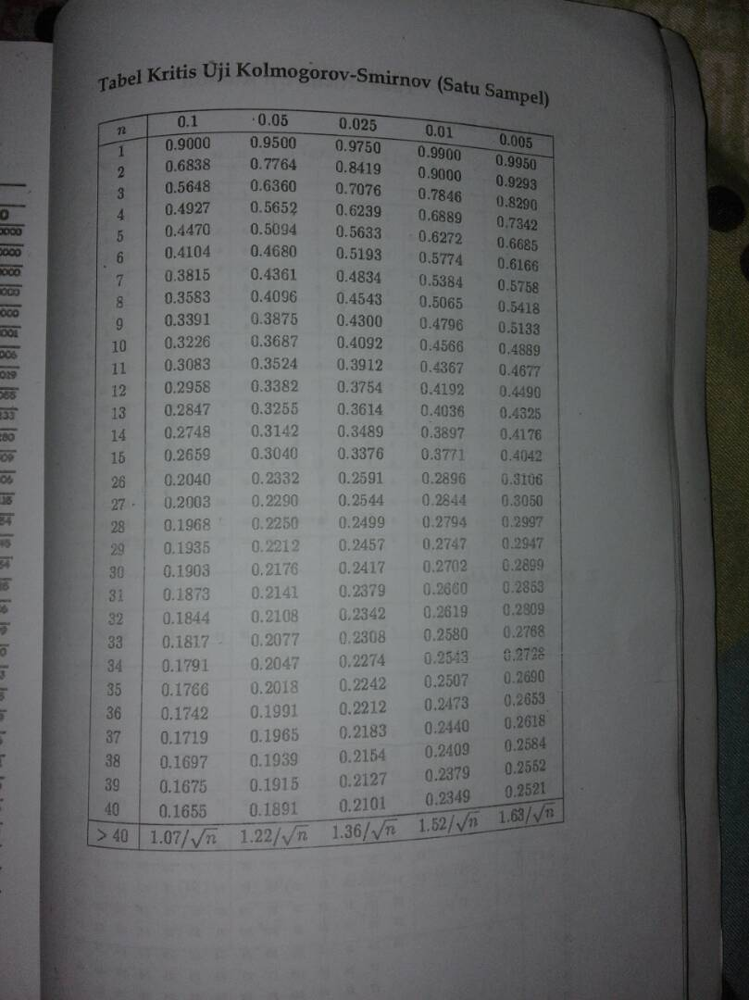 Tabel Kritis Uji Kolmogorov-Smirnov (Satu Sampel)
n 0.1 0.05 0.025 0.01 0.005
1 0.9000 0.9500 0.9750 0.9900 0.9950
2 0.6838 0.7764 0.8419 0.9000 0.9293
3 0.5648 0.6360 0.7076 0.7846 0.8290
4 0.4927 0.5652 0.6239 0.6889 0.7342
5 0.4470 0.5094 0.5633 0.6272 0.6685
6 0.4104 0.4680 0.5193 0.5774 0.6166
7 0.3815 0.4361 0.4834 0.5384 0.5758
8 0.3583 0.4096 0.4543 0.5065 0.5418
9 0.3391 0.3875 0.4300 0.4796 0.5133
10 0.3226 0.3687 0.4092 0.4566 0.4889
11 0.3083 0.3524 0.3912 0.4367 0.4677
12 0.2958 0.3382 0.3754 0.4192 0.4490
13 0.2847 0.3255 0.3614 0.4036 0.4325
14 0.2748 0.3142 0.3489 0.3897 0.4176
15 0.2659 0.3040 0.3376 0.3771 0.4042
26 0.2040 0.2332 0.2591 0.2896 0.3106
27 0.2003 0.2290 0.2544 0.2844 0.3050
28 0.1968 0.2250 0.2499 0.2794 0.2997
29 0.1935 0.2212 0.2457 0.2747 0.2947
30 0.1903 0.2176 0.2417 0.2702 0.2899
31 0.1873 0.2141 0.2379 0.2660 0.2853
32 0.1844 0.2108 0.2342 0.2619 0.2809
33 0.1817 0.2077 0.2308 0.2580 0.2768
34 0.1791 0.2047 0.2274 0.2543 0.2728
35 0.1766 0.2018 0.2242 0.2507 0.2690
36 0.1742 0.1991 0.2212 0.2473 0.2653
37 0.1719 0.1965 0.2183 0.2440 0.2618
38 0.1697 0.1939 0.2154 0.2409 0.2584
39 0.1675 0.1915 0.2127 0.2379 0.2552
40 0.1655 0.1891 0.2101 0.2349 0.2521
> 40 1.07/√n 1.22/√n 1.36/√n 1.52/√n 1.63/√n